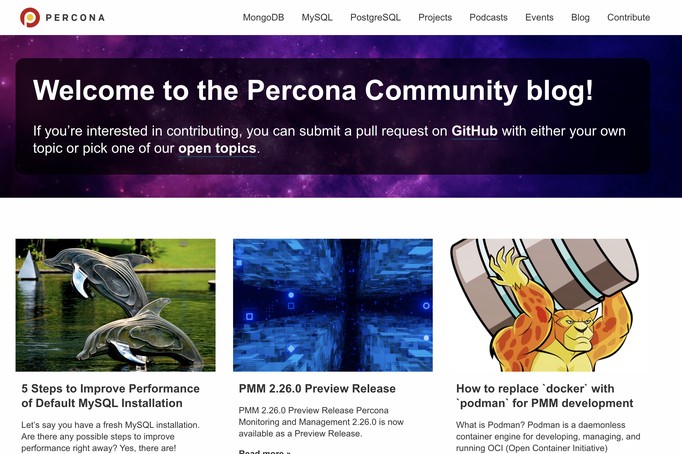 PERCONA
MongoDB MySQL PostgreSQL Projects Podcasts Events Blog Contribute
Welcome to the Percona Community blog!
If you’re interested in contributing, you can submit a pull request on GitHub with either your own
topic or pick one of our open topics.
5 Steps to Improve Performance
of Default MySQL Installation
Let’s say you have a fresh MySQL installation.
Are there any possible steps to improve
performance right away? Yes, there are!
PMM 2.26.0 Preview Release
PMM 2.26.0 Preview Release Percona
Monitoring and Management 2.26.0 is now
available as a Preview Release.
Read more »
How to replace `docker` with
`podman` for PMM development
What is Podman? Podman is a daemonless
container engine for developing, managing, and
running OCI (Open Container Initiative)